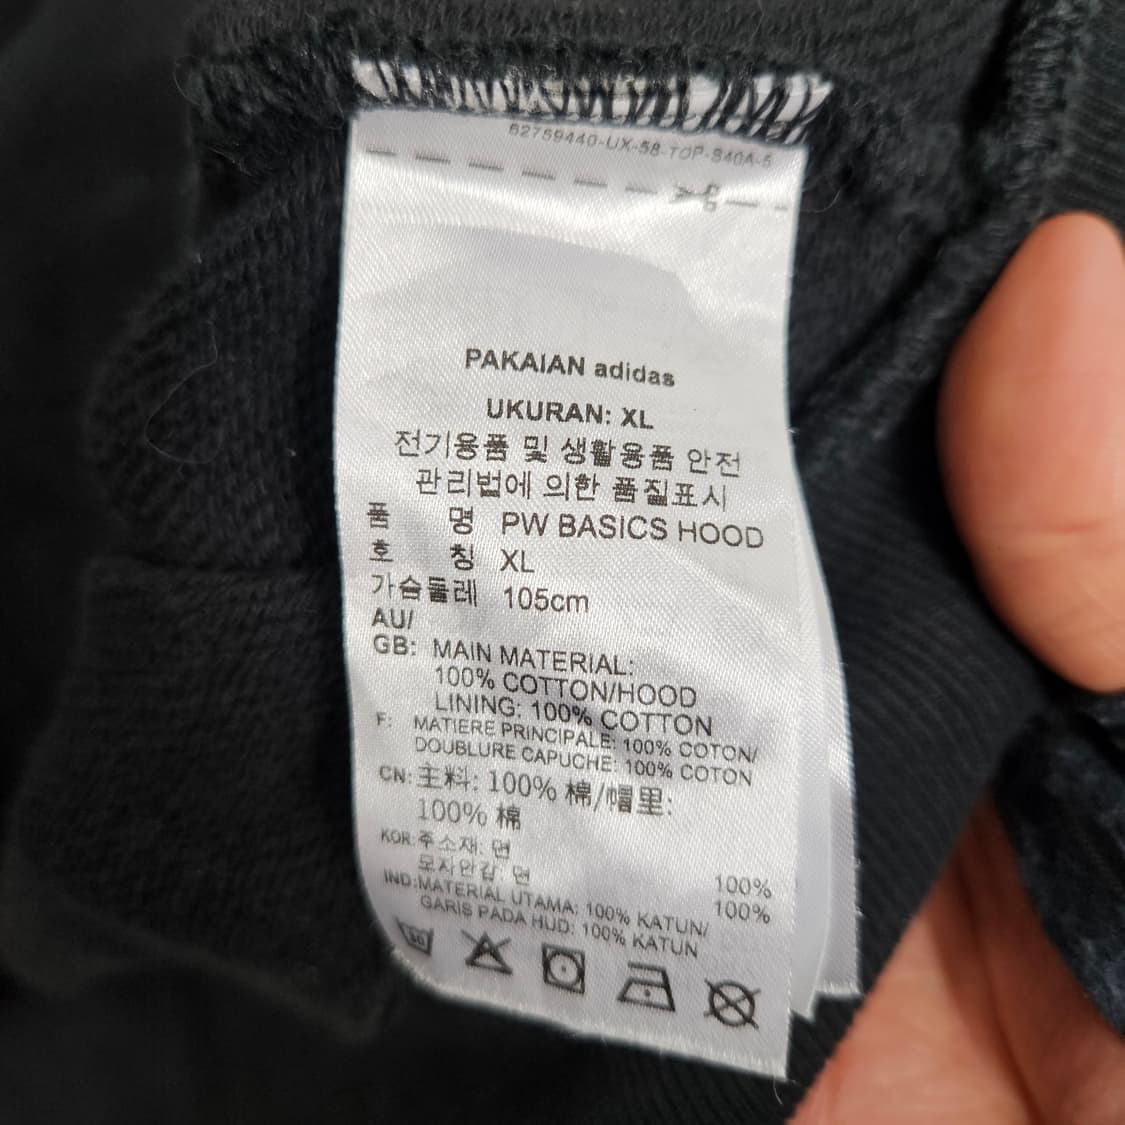 62759440-UX-58-TOP-S40A-5
PAKAIAN adidas
UKURAN: XL
전기용품 및 생활용품 안전
관리법에 의한 품질표시
품 명 PW BASICS HOOD
호 칭 XL
가슴둘레 105cm
AU/
GB: MAIN MATERIAL:
100% COTTON/HOOD
LINING: 100% COTTON
F: MATIERE PRINCIPALE: 100% COTON/
DOUBLURE CAPUCHE: 100% COTON
CN: 主料: 100% 棉/帽里:
100% 棉
KOR: 주소재: 면 100%
모자안감: 면 100%
IND: MATERIAL UTAMA: 100% KATUN/
GARIS PADA HUD: 100% KATUN
30